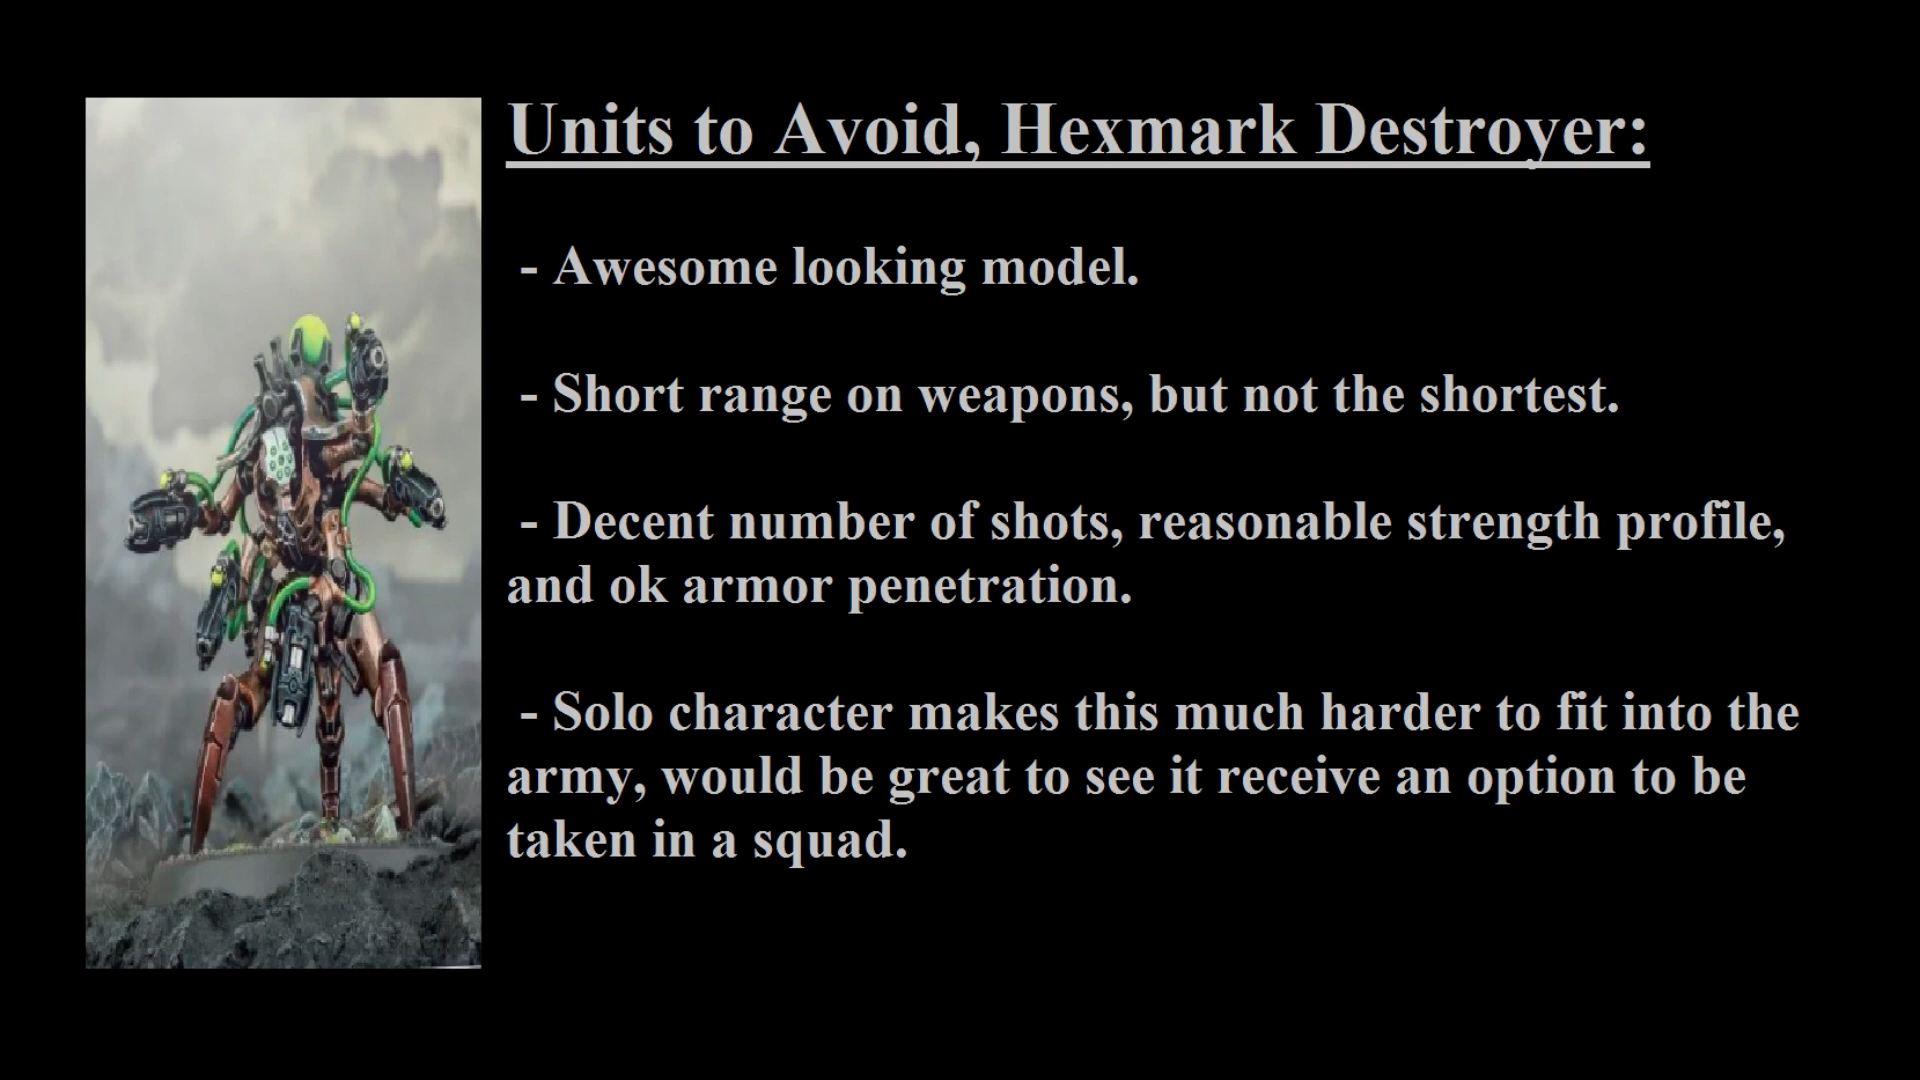 Units to Avoid, Hexmark Destroyer:
- Awesome looking model.
- Short range on weapons, but not the shortest.
- Decent number of shots, reasonable strength profile,
and ok armor penetration.
- Solo character makes this much harder to fit into the
army, would be great to see it receive an option to be
taken in a squad.